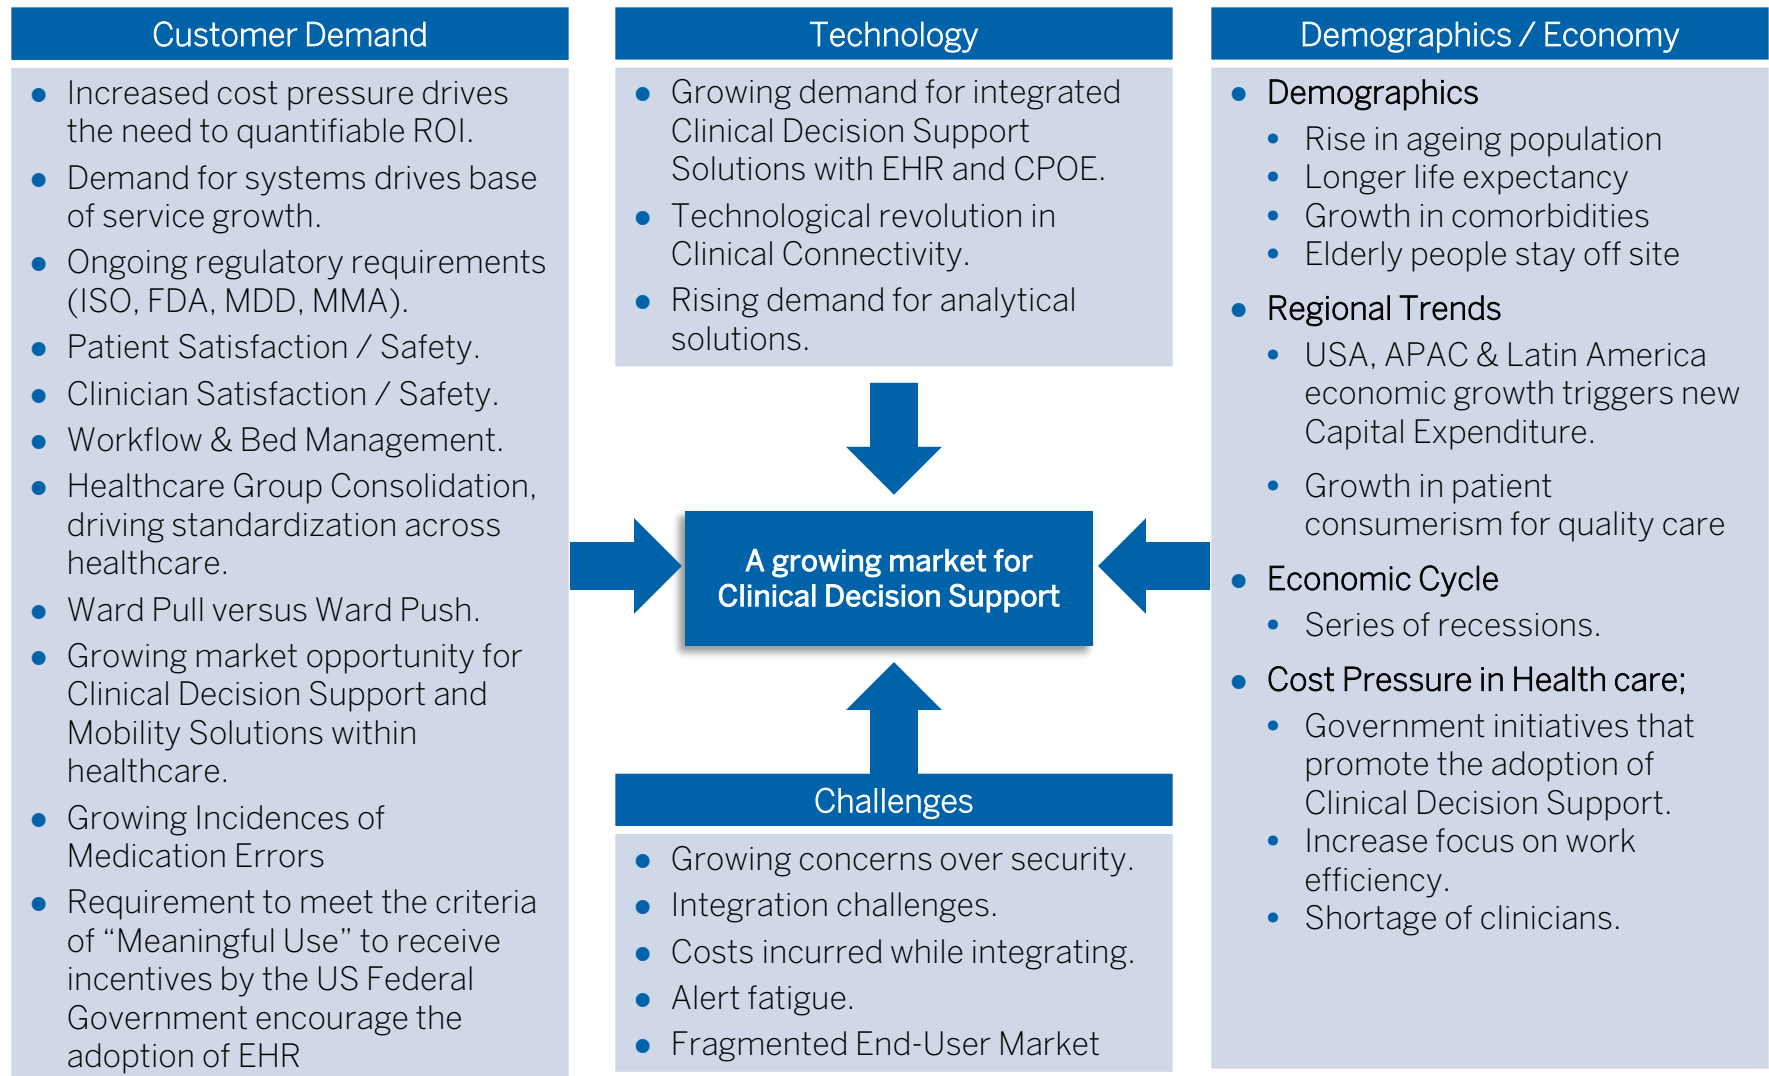 Customer Demand
Increased cost pressure drives
the need to quantifiable ROI.
Demand for systems drives base
of service growth.
Ongoing regulatory requirements
(ISO, FDA, MDD, MMA).
Patient Satisfaction / Safety.
Clinician Satisfaction / Safety.
Workflow & Bed Management.
Healthcare Group Consolidation,
driving standardization across
healthcare.
Ward Pull versus Ward Push.
Growing market opportunity for
Clinical Decision Support and
Mobility Solutions within
healthcare.
Growing Incidences of
Medication Errors
Requirement to meet the criteria
of “Meaningful Use” to receive
incentives by the US Federal
Government encourage the
adoption of EHR
Technology
Growing demand for integrated
Clinical Decision Support
Solutions with EHR and CPOE.
Technological revolution in
Clinical Connectivity.
Rising demand for analytical
solutions.
A growing market for
Clinical Decision Support
Challenges
Growing concerns over security.
Integration challenges.
Costs incurred while integrating.
Alert fatigue.
Fragmented End-User Market
Demographics / Economy
Demographics
Rise in ageing population
Longer life expectancy
Growth in comorbidities
Elderly people stay off site
Regional Trends
USA, APAC & Latin America
economic growth triggers new
Capital Expenditure.
Growth in patient
consumerism for quality care
Economic Cycle
Series of recessions.
Cost Pressure in Health care;
Government initiatives that
promote the adoption of
Clinical Decision Support.
Increase focus on work
efficiency.
Shortage of clinicians.